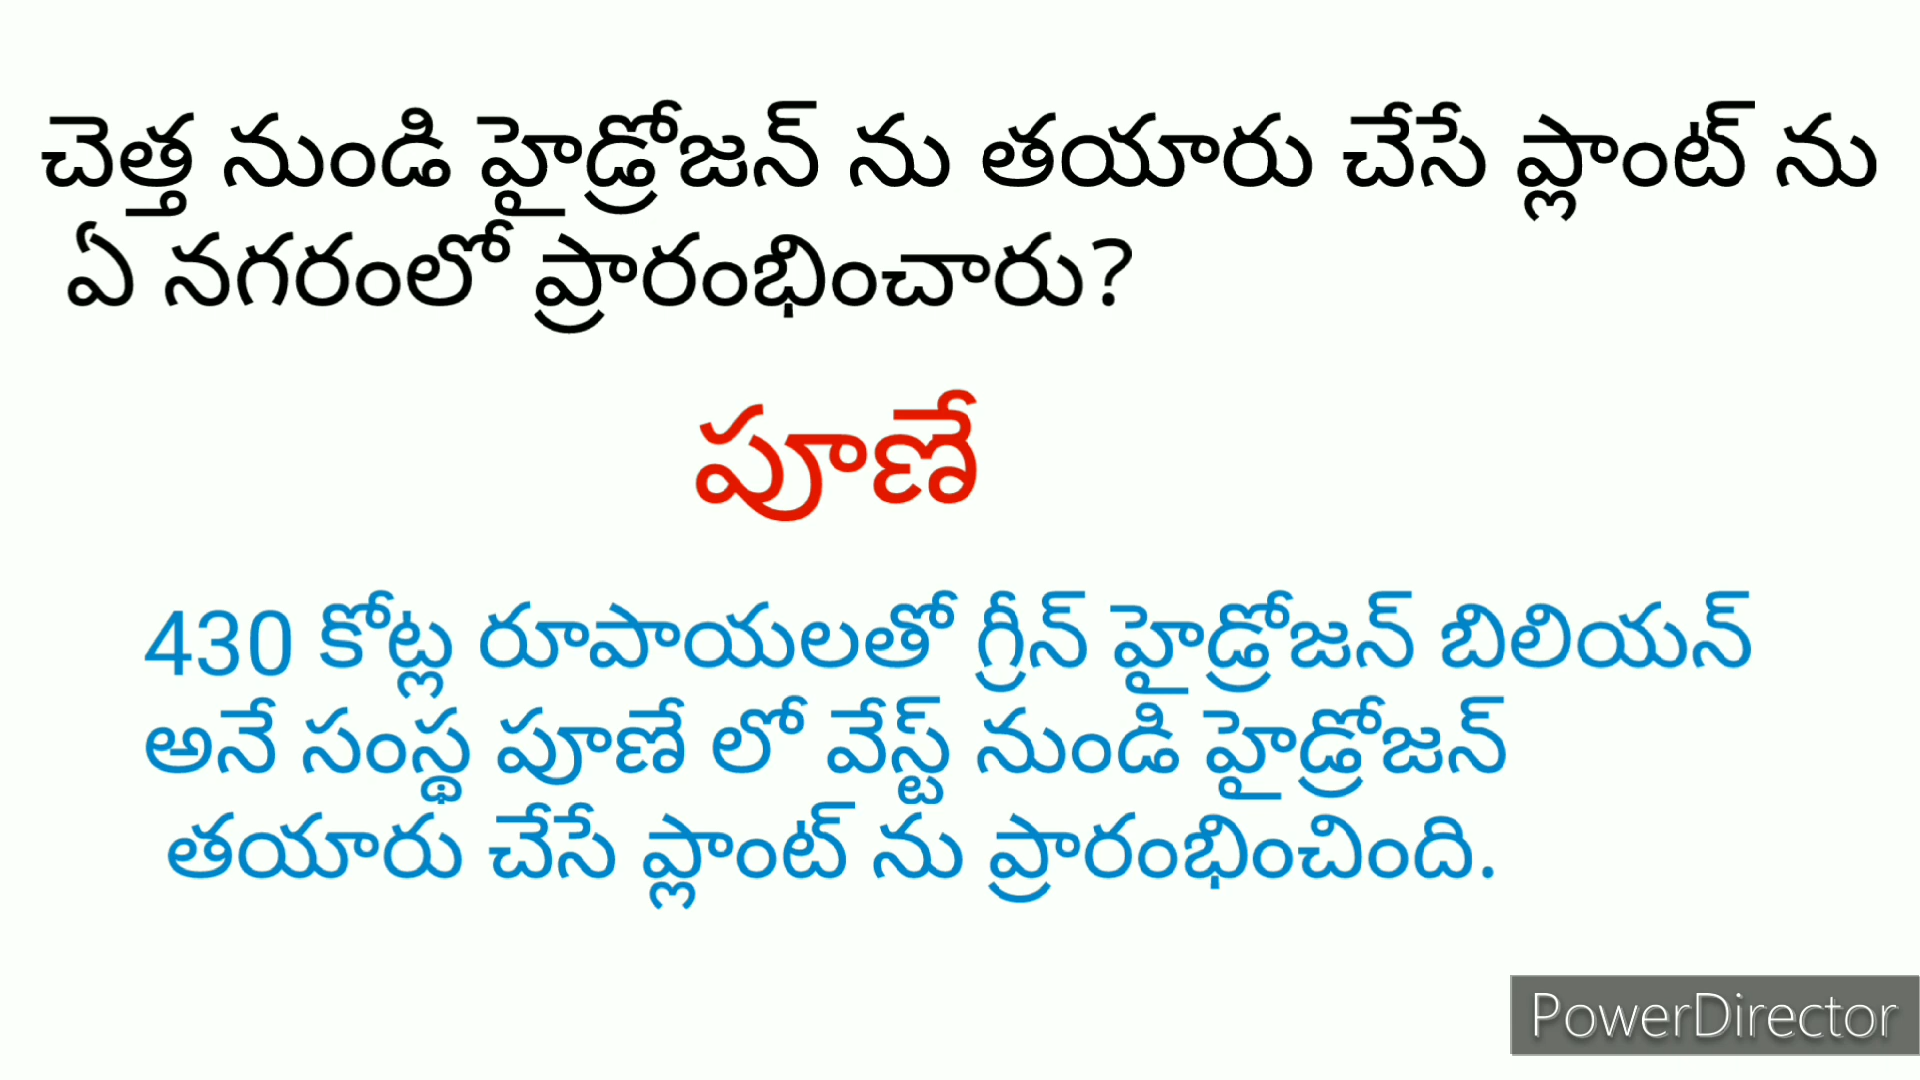 చెత్త నుండి హైడ్రోజన్ ను తయారు చేసే ప్లాంట్ ను
ఏ నగరంలో ప్రారంభించారు?
పూణే
430 కోట్ల రూపాయలతో గ్రీన్ హైడ్రోజన్ బిలియన్
అనే సంస్థ పూణే లో వేస్ట్ నుండి హైడ్రోజన్
తయారు చేసే ప్లాంట్ ను ప్రారంభించింది.
PowerDirector